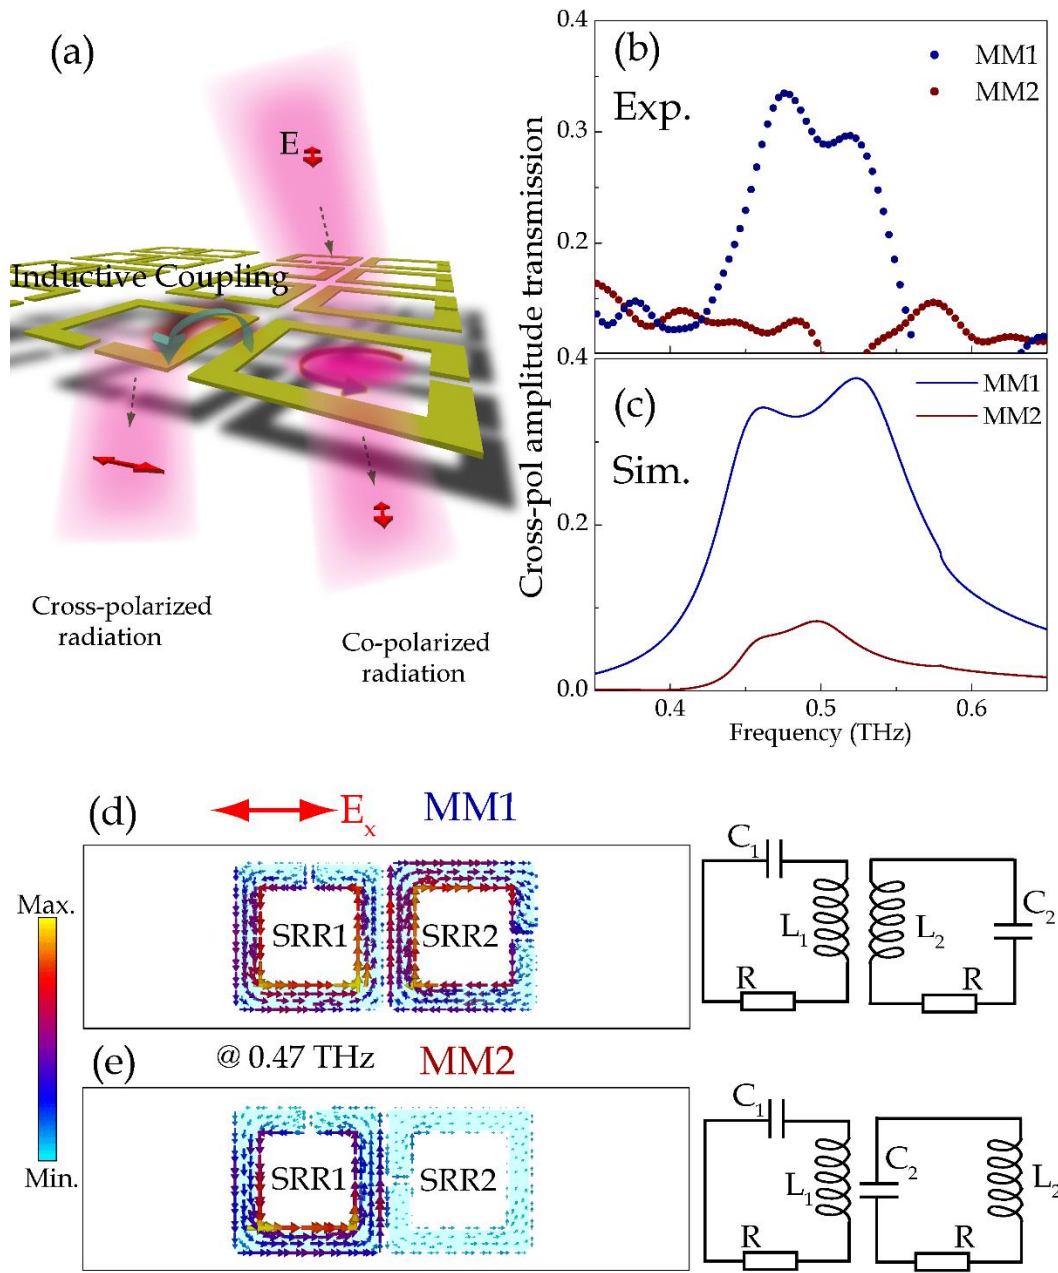 (a)
E
Inductive Coupling
Cross-polarized
radiation
Co-polarized
radiation
Cross-pol amplitude transmission
0.4
(b)
MM1
MM2
Exp.
0.3
0.2
0.4
(c)
MM1
MM2
Sim.
0.2
0.0
0.4
0.5
0.6
Frequency (THz)
(d)
Eₓ
MM1
Max.
Min.
SRR1
SRR2
C₁
L₁
R
L₂
C₂
R
(e)
@ 0.47 THz
MM2
SRR1
SRR2
C₁
L₁
R
C₂
L₂
R